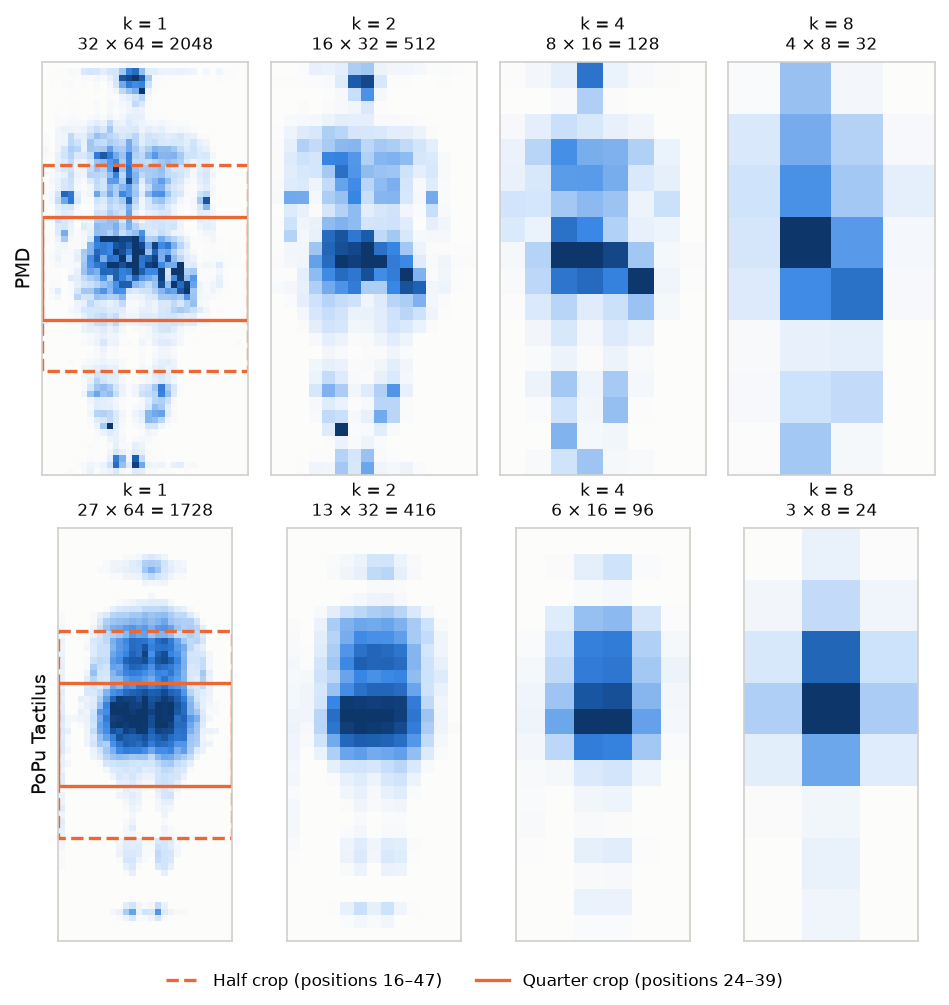 k = 1
32 × 64 = 2048
k = 2
16 × 32 = 512
k = 4
8 × 16 = 128
k = 8
4 × 8 = 32
PMD
k = 1
27 × 64 = 1728
k = 2
13 × 32 = 416
k = 4
6 × 16 = 96
k = 8
3 × 8 = 24
PoPu Tactilus
Half crop (positions 16–47)
Quarter crop (positions 24–39)